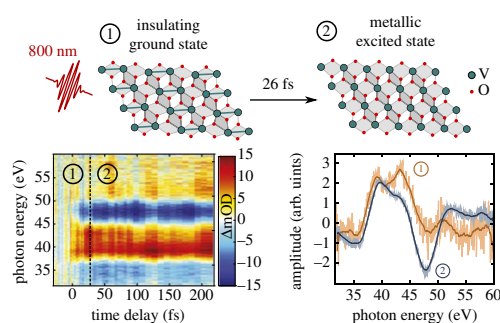 1 insulating ground state
2 metallic excited state
800 nm
26 fs
V
O
photon energy (eV)
55
50
45
40
35
1 2
0 50 100 150 200
time delay (fs)
15
10
5
0
−5
−10
−15
ΔmOD
amplitude (arb. uints)
3
2
1
0
−1
−2
1
2
35 40 45 50 55 60
photon energy (eV)